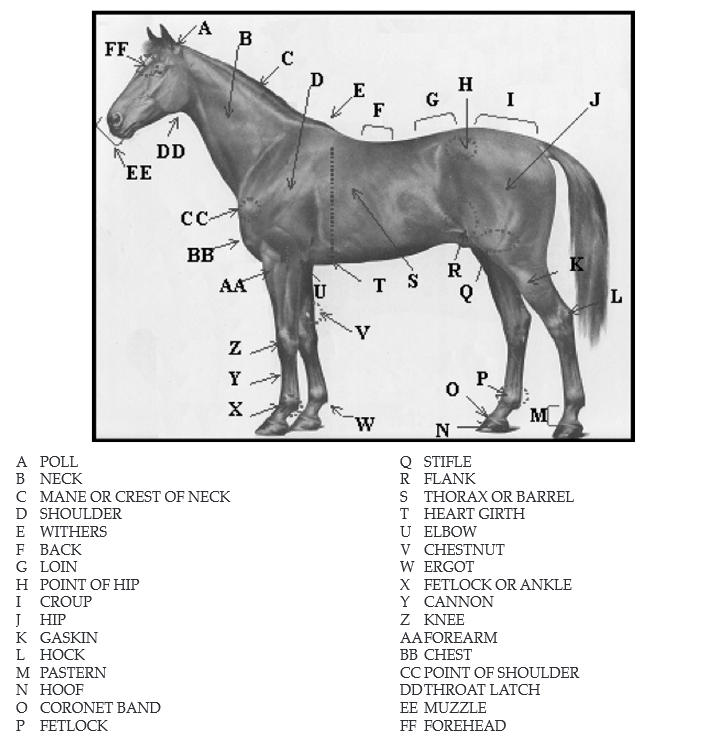 A
B
FF
C
D
H
E
G
I
F
J
DD
EE
CC
BB
K
R
AA
S
T
Q
U
L
V
Z
Y
P
O
X
M
W
N
A POLL
B NECK
C MANE OR CREST OF NECK
D SHOULDER
E WITHERS
F BACK
G LOIN
H POINT OF HIP
I CROUP
J HIP
K GASKIN
L HOCK
M PASTERN
N HOOF
O CORONET BAND
P FETLOCK
Q STIFLE
R FLANK
S THORAX OR BARREL
T HEART GIRTH
U ELBOW
V CHESTNUT
W ERGOT
X FETLOCK OR ANKLE
Y CANNON
Z KNEE
AA FOREARM
BB CHEST
CC POINT OF SHOULDER
DD THROAT LATCH
EE MUZZLE
FF FOREHEAD